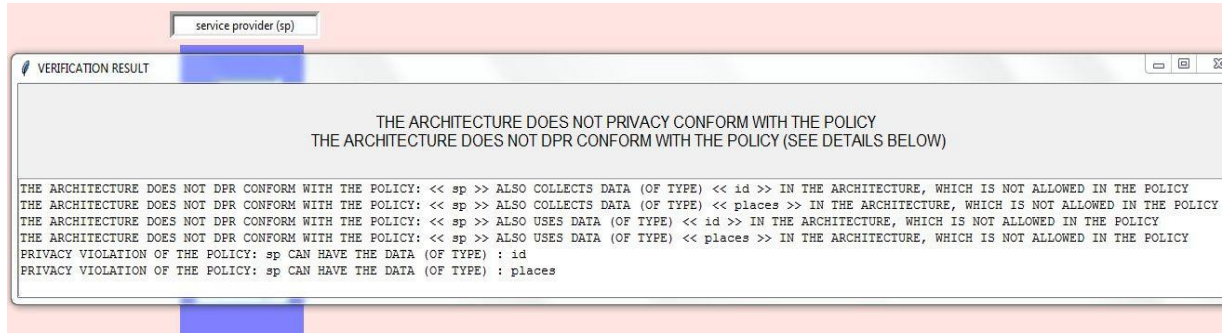 service provider (sp)
VERIFICATION RESULT
THE ARCHITECTURE DOES NOT PRIVACY CONFORM WITH THE POLICY
THE ARCHITECTURE DOES NOT DPR CONFORM WITH THE POLICY (SEE DETAILS BELOW)
THE ARCHITECTURE DOES NOT DPR CONFORM WITH THE POLICY: << sp >> ALSO COLLECTS DATA (OF TYPE) << id >> IN THE ARCHITECTURE, WHICH IS NOT ALLOWED IN THE POLICY
THE ARCHITECTURE DOES NOT DPR CONFORM WITH THE POLICY: << sp >> ALSO COLLECTS DATA (OF TYPE) << places >> IN THE ARCHITECTURE, WHICH IS NOT ALLOWED IN THE POLICY
THE ARCHITECTURE DOES NOT DPR CONFORM WITH THE POLICY: << sp >> ALSO USES DATA (OF TYPE) << id >> IN THE ARCHITECTURE, WHICH IS NOT ALLOWED IN THE POLICY
THE ARCHITECTURE DOES NOT DPR CONFORM WITH THE POLICY: << sp >> ALSO USES DATA (OF TYPE) << places >> IN THE ARCHITECTURE, WHICH IS NOT ALLOWED IN THE POLICY
PRIVACY VIOLATION OF THE POLICY: sp CAN HAVE THE DATA (OF TYPE) : id
PRIVACY VIOLATION OF THE POLICY: sp CAN HAVE THE DATA (OF TYPE) : places